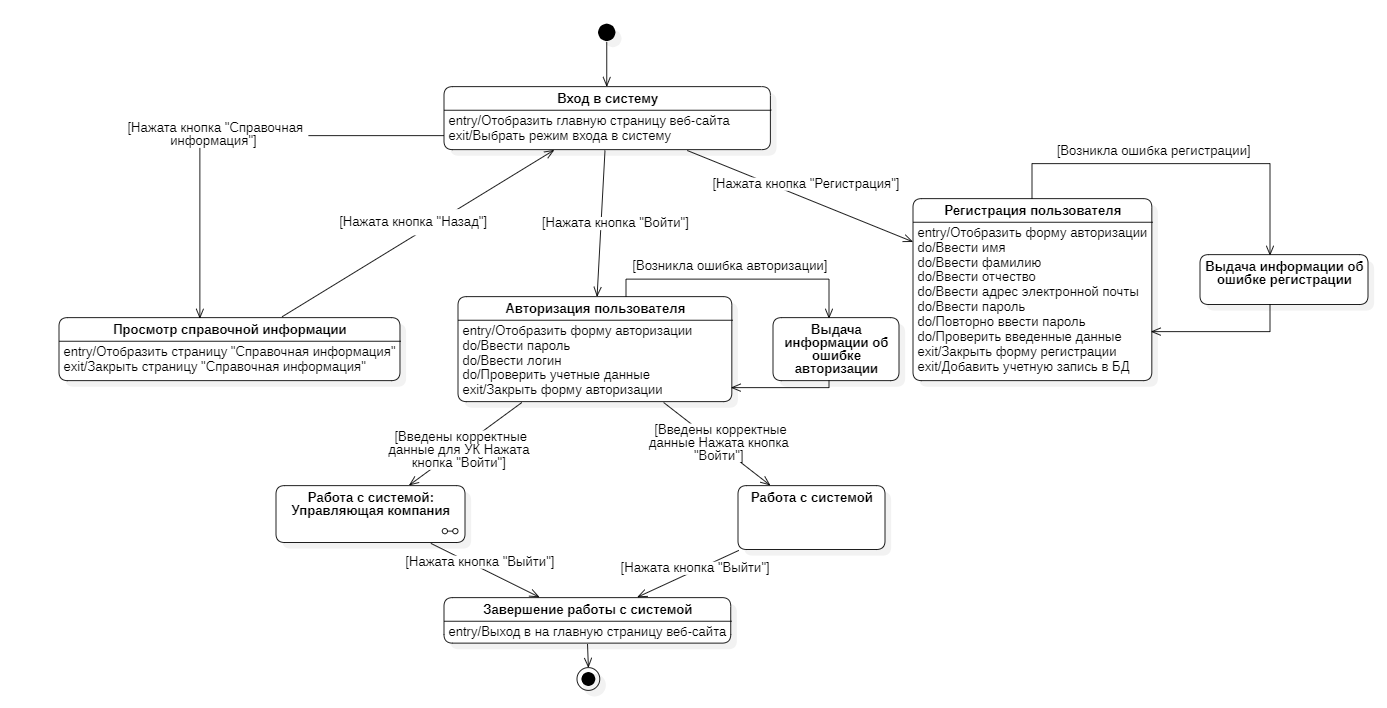 Вход в систему
entry/Отобразить главную страницу веб-сайта
exit/Выбрать режим входа в систему
[Нажата кнопка "Справочная
информация"]
[Возникла ошибка регистрации]
[Нажата кнопка "Регистрация"]
[Нажата кнопка "Назад"]
[Нажата кнопка "Войти"]
Регистрация пользователя
entry/Отобразить форму авторизации
do/Ввести имя
do/Ввести фамилию
do/Ввести отчество
do/Ввести адрес электронной почты
do/Ввести пароль
do/Повторно ввести пароль
do/Проверить введенные данные
exit/Закрыть форму регистрации
exit/Добавить учетную запись в БД
Выдача информации об
ошибке регистрации
[Возникла ошибка авторизации]
Просмотр справочной информации
entry/Отобразить страницу "Справочная информация"
exit/Закрыть страницу "Справочная информация"
Авторизация пользователя
entry/Отобразить форму авторизации
do/Ввести пароль
do/Ввести логин
do/Проверить учетные данные
exit/Закрыть форму авторизации
Выдача
информации об
ошибке
авторизации
[Введены корректные
данные для УК Нажата
кнопка "Войти"]
[Введены корректные
данные Нажата кнопка
"Войти"]
Работа с системой:
Управляющая компания
Работа с системой
[Нажата кнопка "Выйти"]
[Нажата кнопка "Выйти"]
Завершение работы с системой
entry/Выход в на главную страницу веб-сайта